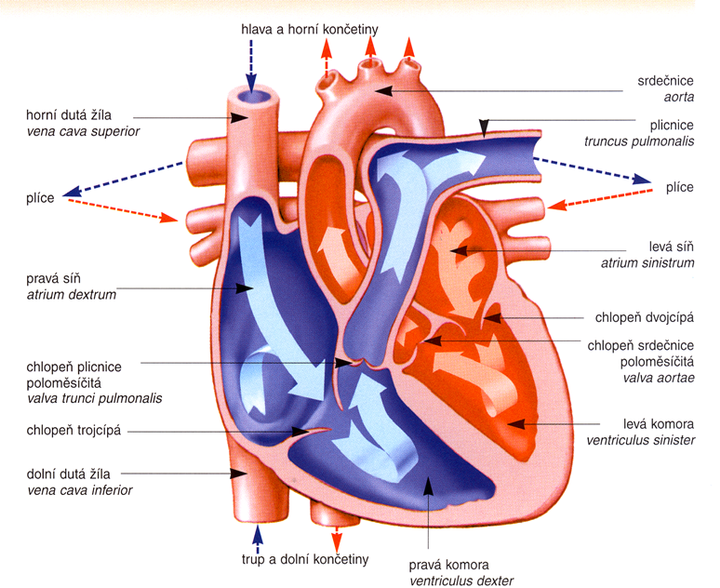 hlava a horní končetiny
srdečnice
aorta
horní dutá žíla
vena cava superior
plicnice
truncus pulmonalis
plíce
plíce
levá síň
atrium sinistrum
pravá síň
atrium dextrum
chlopeň dvojcípá
chlopeň srdečnice
poloměsíčitá
valva aortae
chlopeň plicnice
poloměsíčitá
valva trunci pulmonalis
levá komora
ventriculus sinister
chlopeň trojcípá
dolní dutá žíla
vena cava inferior
trup a dolní končetiny
pravá komora
ventriculus dexter